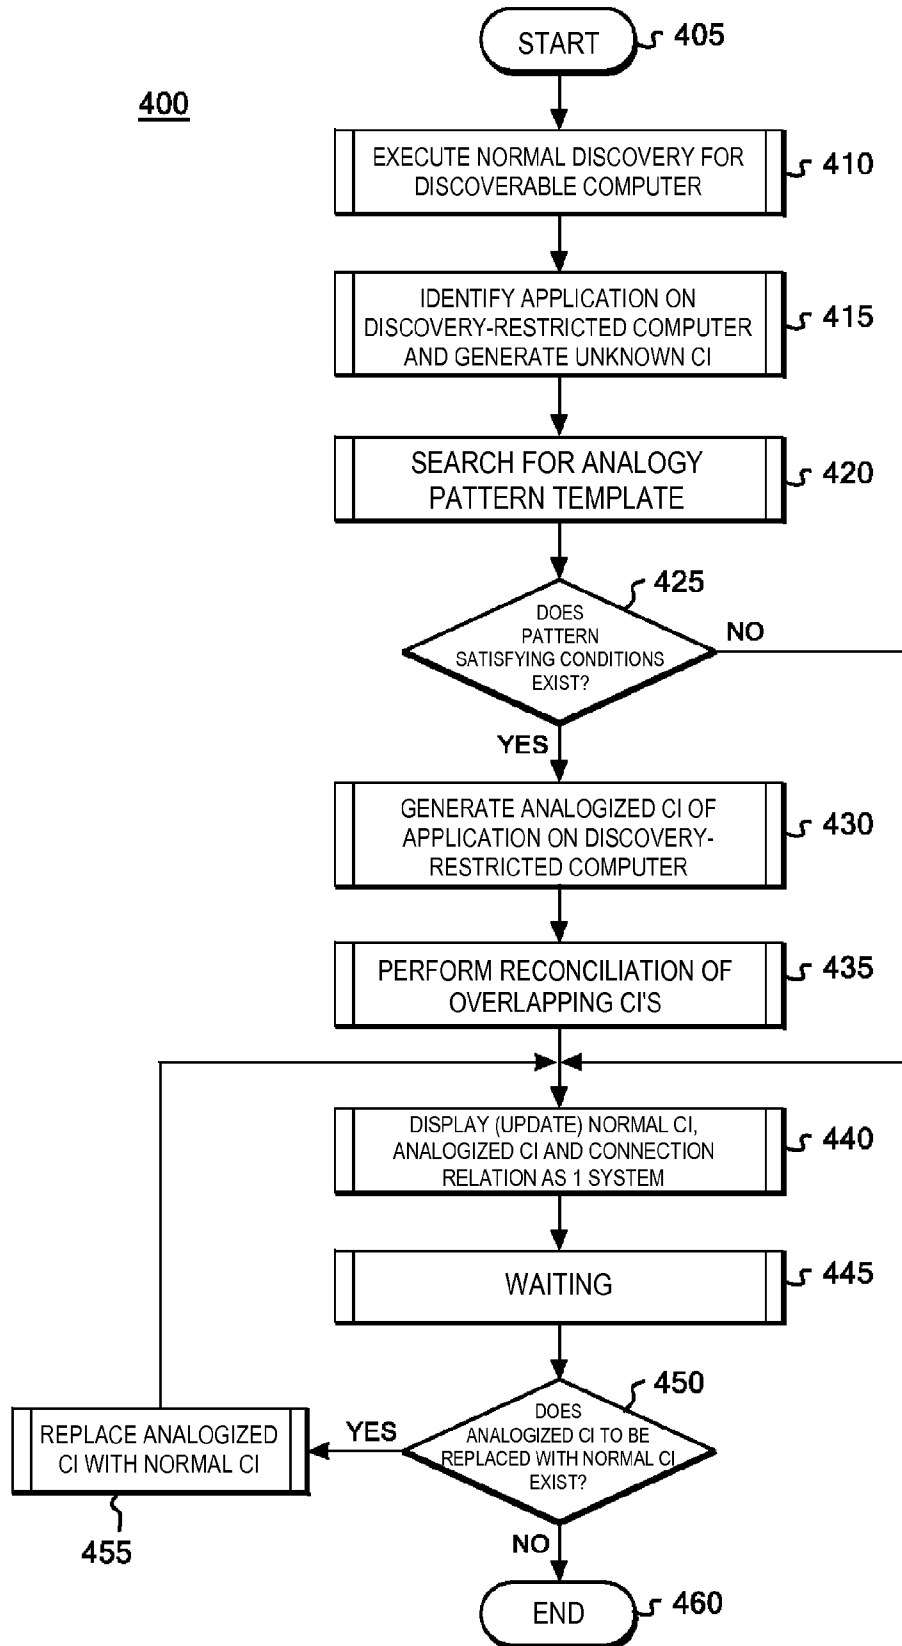 START
405
400
EXECUTE NORMAL DISCOVERY FOR
DISCOVERABLE COMPUTER
410
IDENTIFY APPLICATION ON
DISCOVERY-RESTRICTED COMPUTER
AND GENERATE UNKNOWN CI
415
SEARCH FOR ANALOGY
PATTERN TEMPLATE
420
425
DOES
PATTERN
SATISFYING CONDITIONS
EXIST?
NO
YES
GENERATE ANALOGIZED CI OF
APPLICATION ON DISCOVERY-
RESTRICTED COMPUTER
430
PERFORM RECONCILIATION OF
OVERLAPPING CI'S
435
DISPLAY (UPDATE) NORMAL CI,
ANALOGIZED CI AND CONNECTION
RELATION AS 1 SYSTEM
440
WAITING
445
450
DOES
ANALOGIZED CI TO BE
REPLACED WITH NORMAL CI
EXIST?
YES
REPLACE ANALOGIZED
CI WITH NORMAL CI
455
NO
END
460